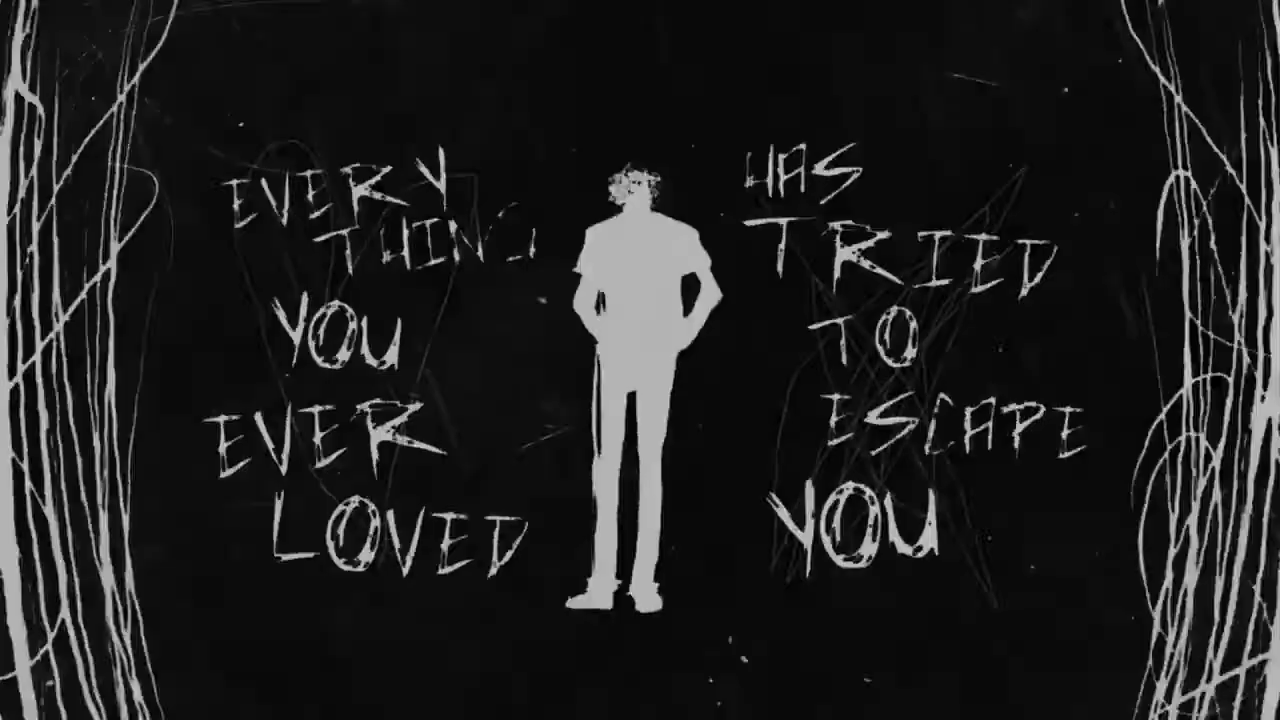 EVERY
THING
YOU
EVER
LOVED
HAS
TRIED
TO
ESCAPE
YOU